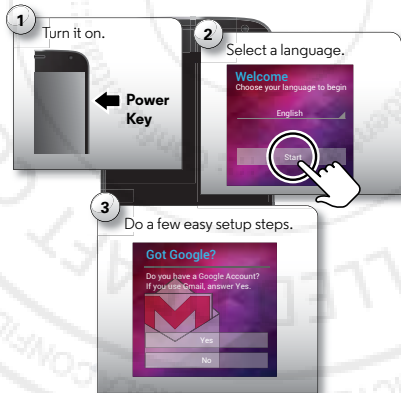 1
Turn it on.
Power
Key
2
Select a language.
Welcome
Choose your language to begin
English
Start
3
Do a few easy setup steps.
Got Google?
Do you have a Google Account?
If you use Gmail, answer Yes.
Yes
No